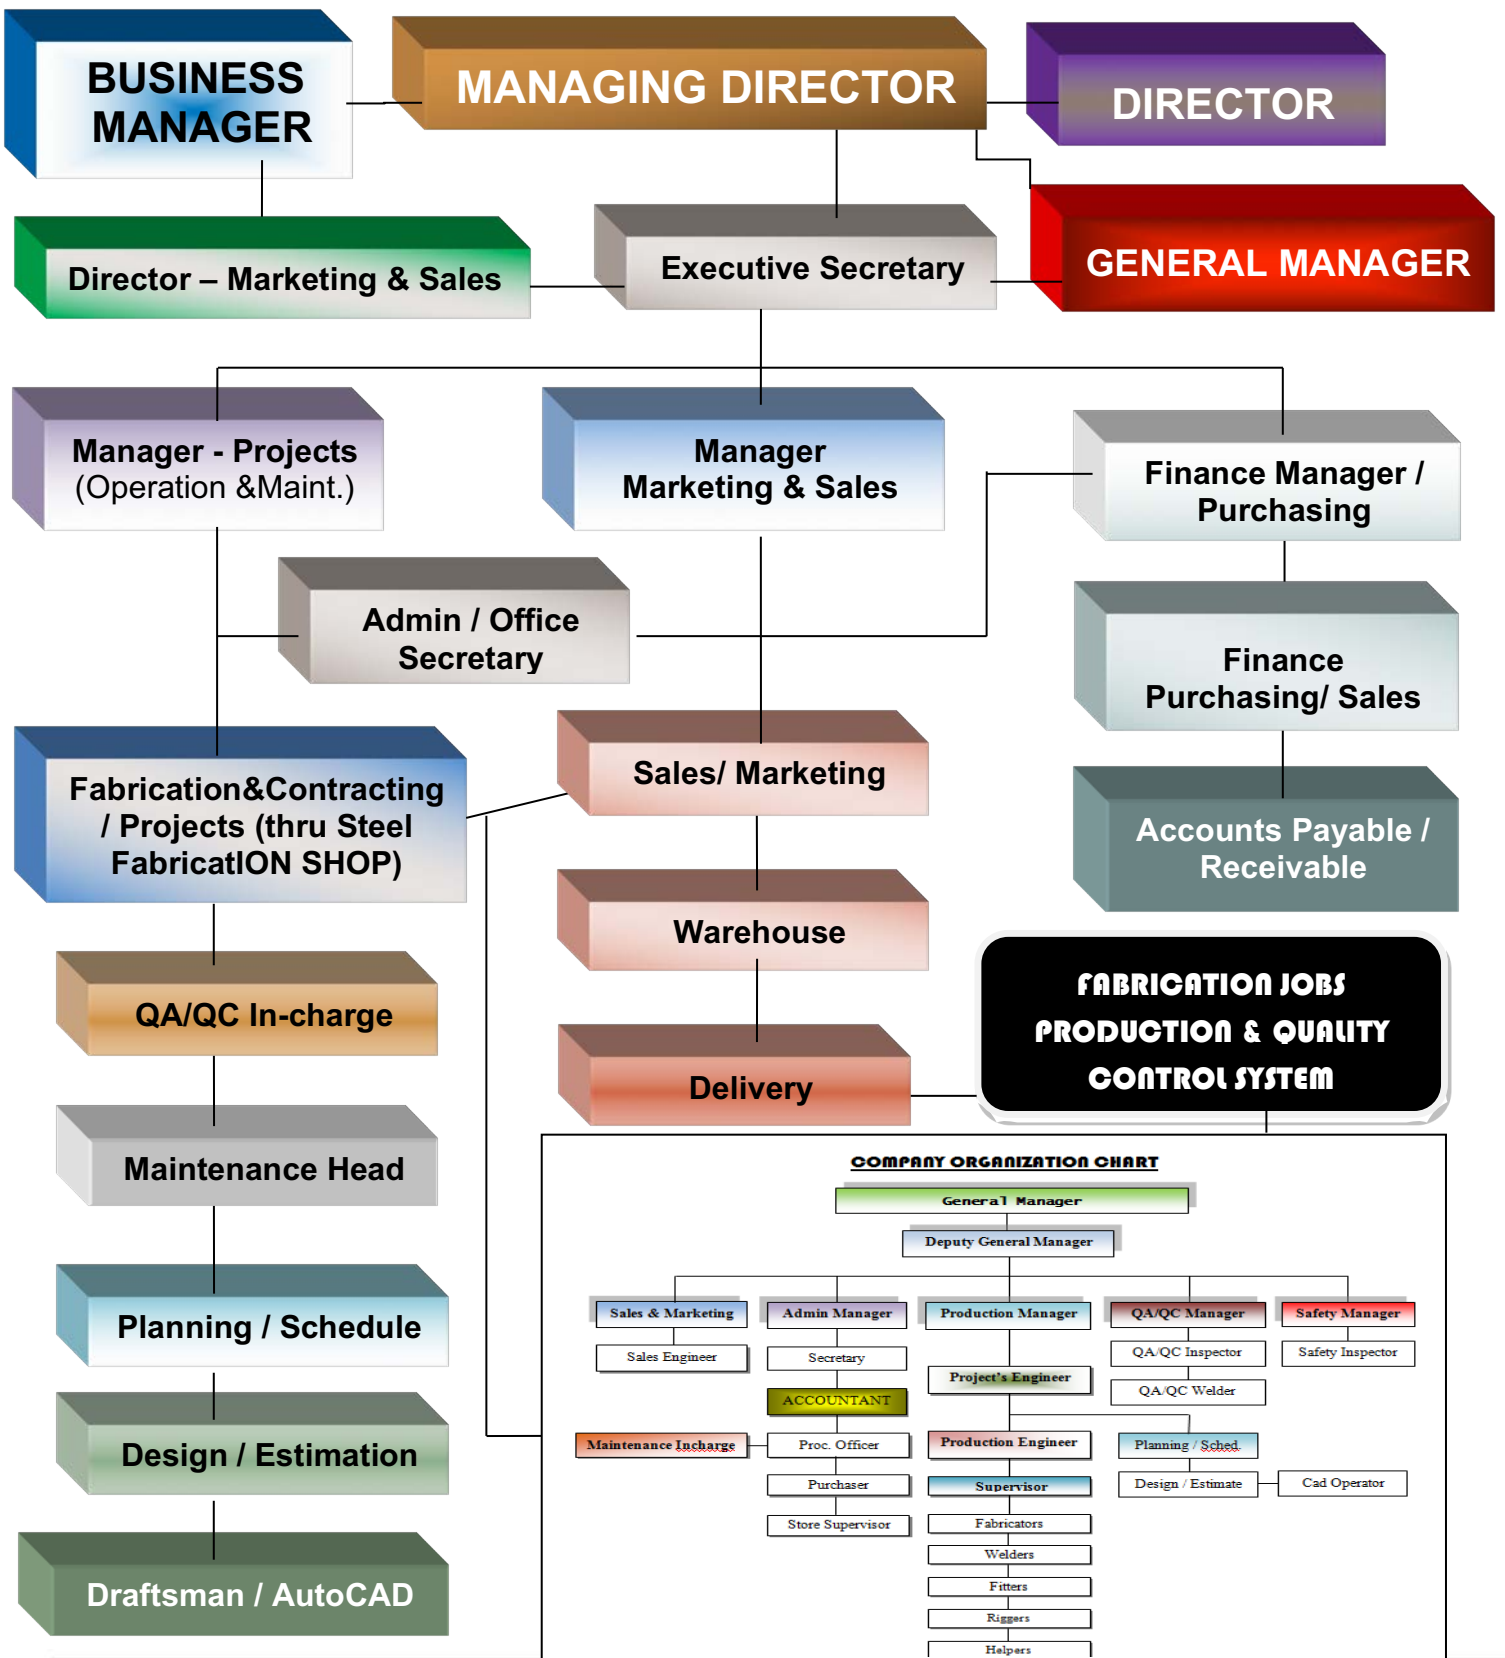 BUSINESS
MANAGER
MANAGING DIRECTOR
DIRECTOR
Director – Marketing & Sales
Executive Secretary
GENERAL MANAGER
Manager - Projects
(Operation &Maint.)
Manager
Marketing & Sales
Finance Manager /
Purchasing
Admin / Office
Secretary
Finance
Purchasing/ Sales
Fabrication&Contracting
/ Projects (thru Steel
FabricatION SHOP)
Sales/ Marketing
Accounts Payable /
Receivable
Warehouse
QA/QC In-charge
FABRICATION JOBS
PRODUCTION & QUALITY
CONTROL SYSTEM
Delivery
Maintenance Head
Planning / Schedule
Design / Estimation
Draftsman / AutoCAD
COMPANY ORGANIZATION CHART
General Manager
Deputy General Manager
Sales & Marketing
Admin Manager
Production Manager
QA/QC Manager
Safety Manager
Sales Engineer
Secretary
QA/QC Inspector
Safety Inspector
Project's Engineer
QA/QC Welder
ACCOUNTANT
Maintenance Incharge
Proc. Officer
Production Engineer
Planning / Sched.
Purchaser
Supervisor
Design / Estimate
Cad Operator
Store Supervisor
Fabricators
Welders
Fitters
Riggers
Helpers